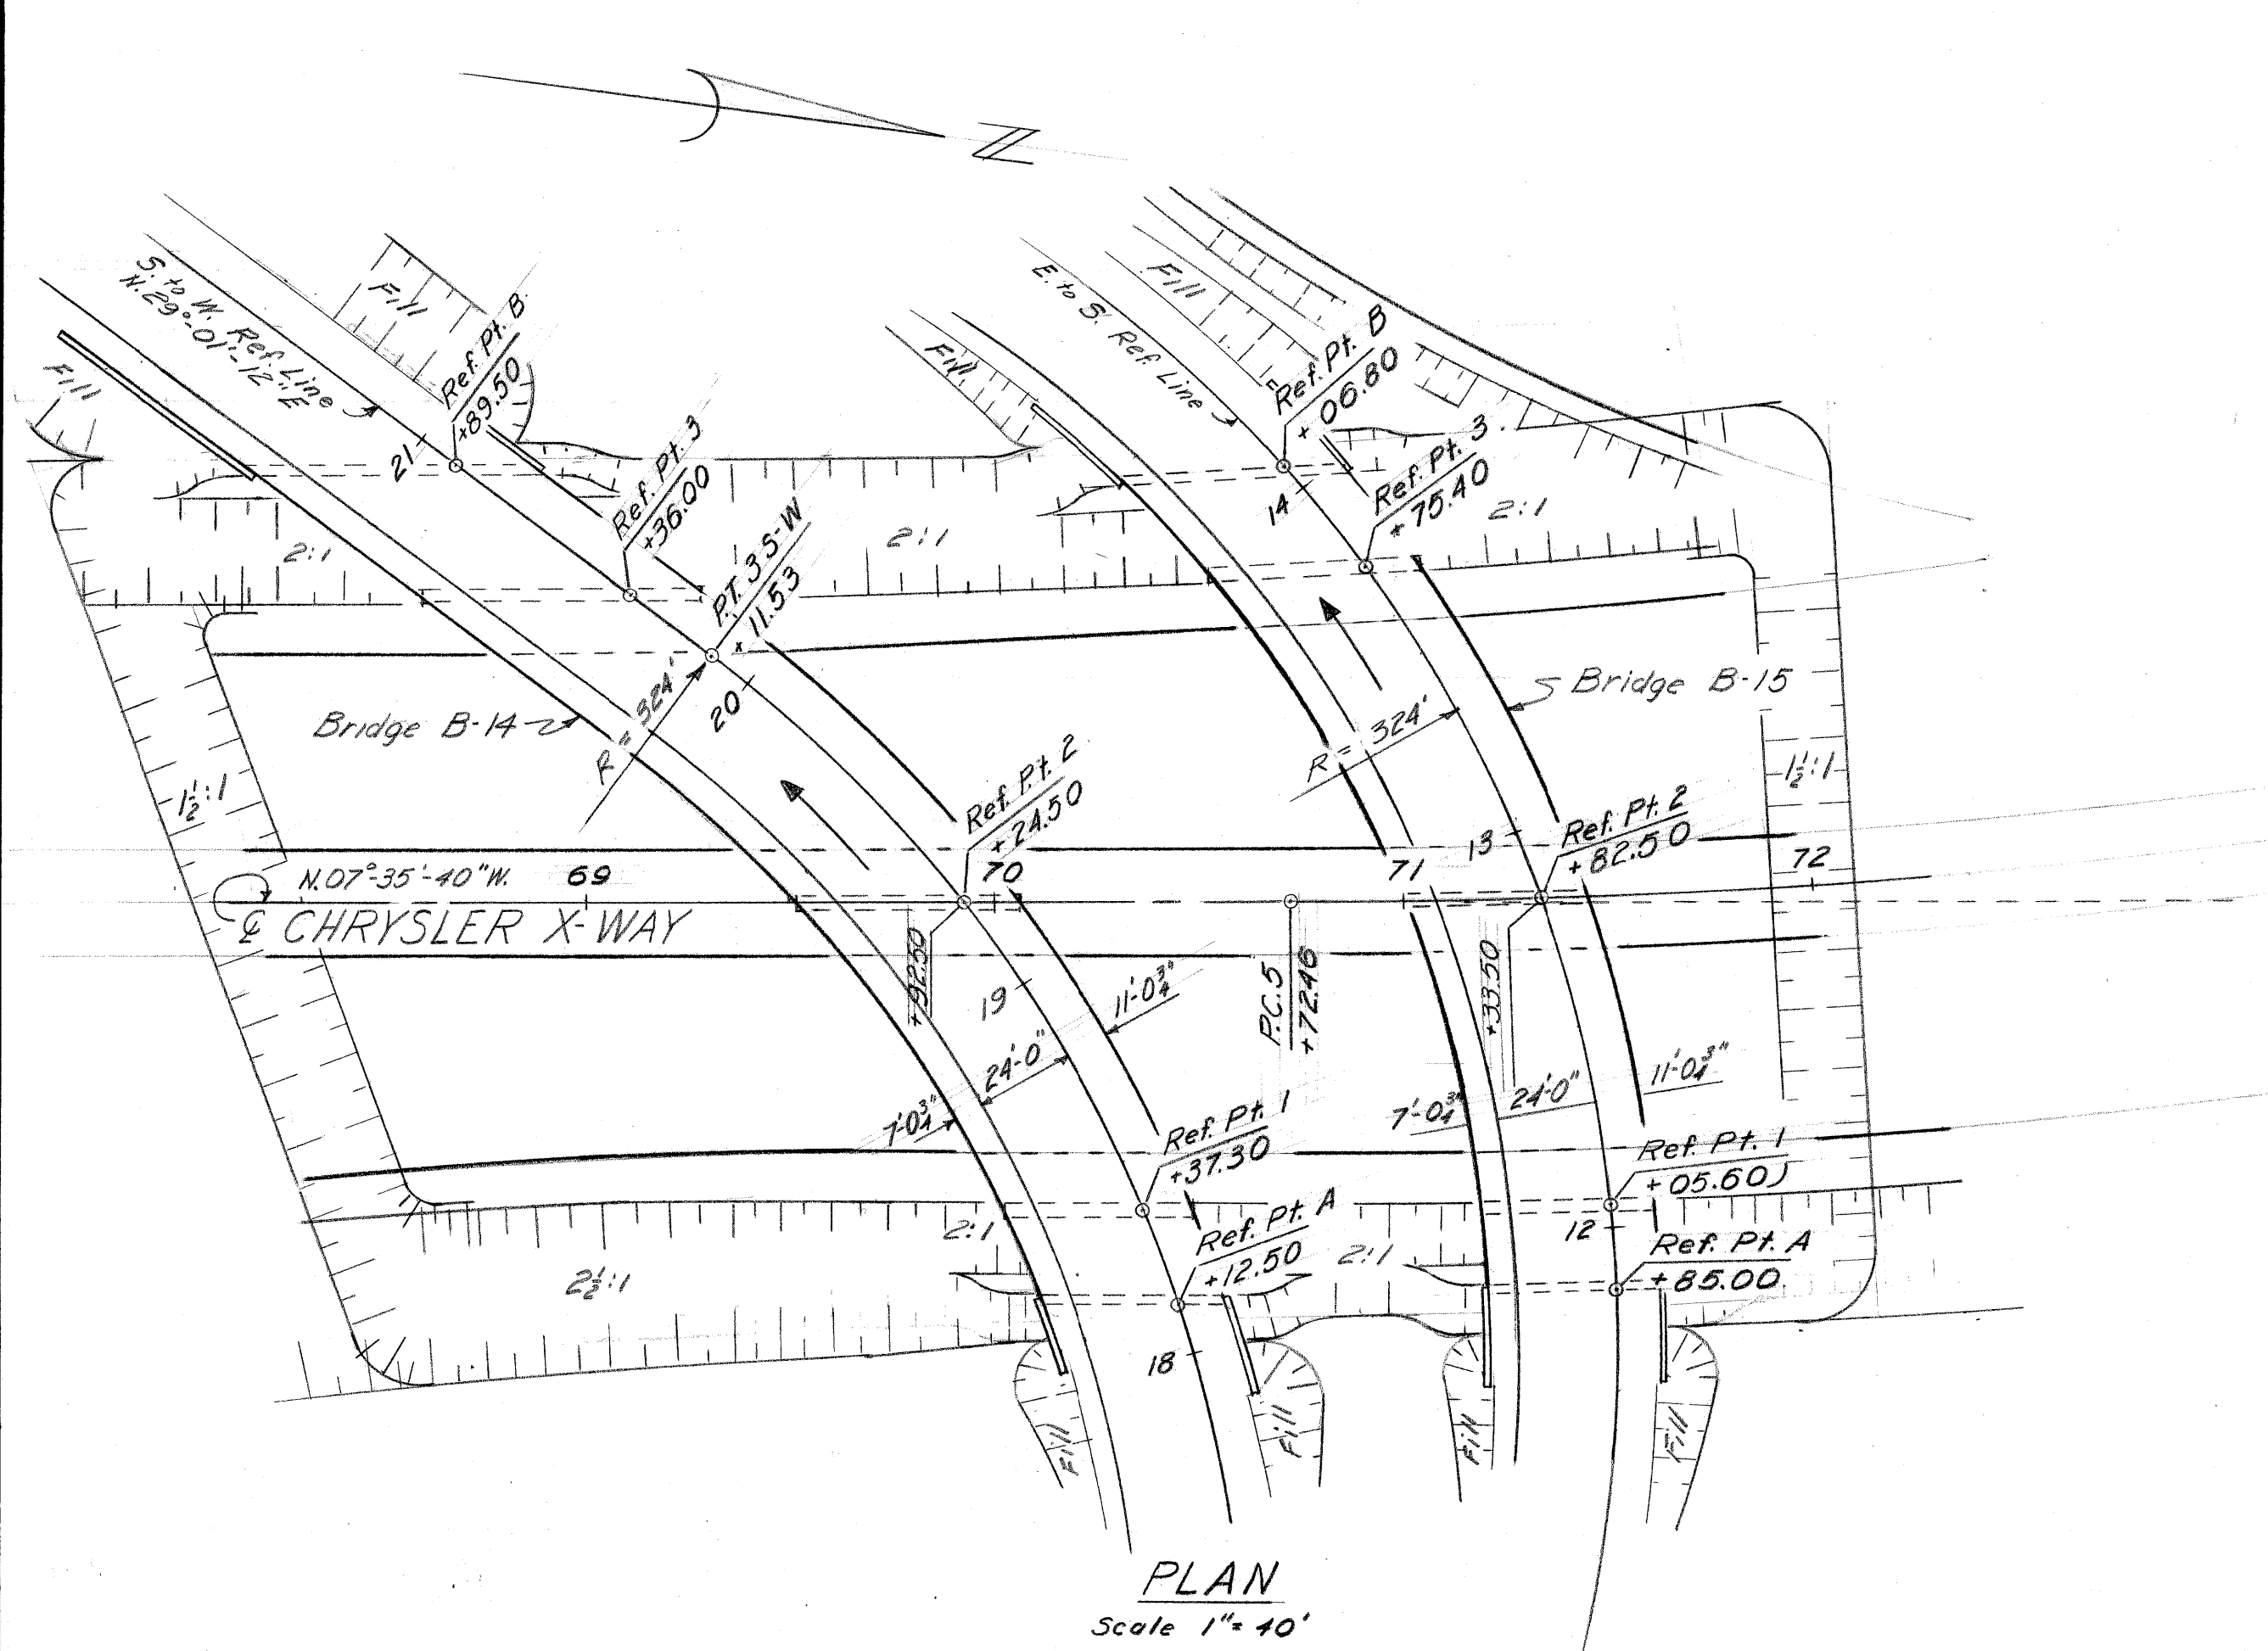 N
S. to W. Ref. Line
N. 29°-01'-12" E
Fill
Fill
Ref. Pt. B
+89.50
21
Ref. Pt. 3
+36.00
P.T. 3 S-W
+11.53
E. to S. Ref. Line
Fill
Fill
Ref. Pt. B
+06.80
14
Ref. Pt. 3
+75.40
2:1
2:1
2:1
R = 324'
20
Bridge B-14
R = 324'
Bridge B-15
1½:1
1½:1
Ref. Pt. 2
+24.50
13
Ref. Pt. 2
+82.50
N. 07°-35'-40" W.
69
70
71
72
℄ CHRYSLER X-WAY
+92.50
P.C. 5
+72.46
+33.50
19
11'-0¾"
24'-0"
7'-0¾"
11'-0¾"
24'-0"
7'-0¾"
Ref. Pt. 1
+37.30
Ref. Pt. 1
+05.60
2:1
Ref. Pt. A
+12.50
2:1
12
Ref. Pt. A
+85.00
2½:1
18
Fill
Fill
Fill
Fill
PLAN
Scale 1" = 40'